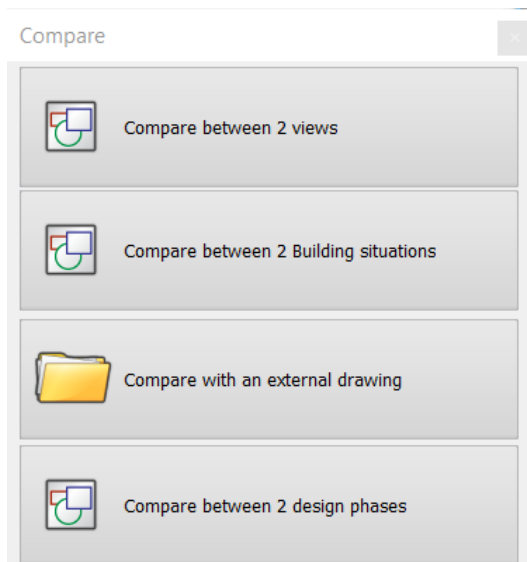 Compare
Compare between 2 views
Compare between 2 Building situations
Compare with an external drawing
Compare between 2 design phases